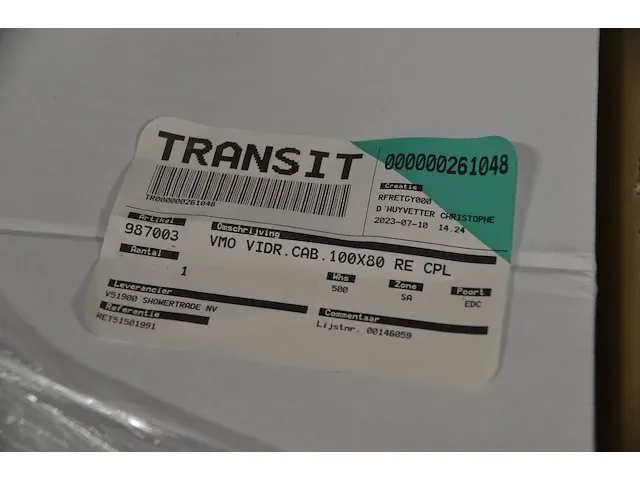 TRANSIT
000000261048
TR000000261048
Creatie
RFRETGY000
D'HUYVETTER CHRISTOPHE
2023-07-10 14.24
Artikel
987003
Omschrijving
VMO VIDR.CAB.100X80 RE CPL
Aantal
1
Whs
500
Zone
SA
Poort
EDC
Leverancier
V51900 SHOWERTRADE NV
Referentie
RET51501991
Commentaar
Lijstnr. 00146059